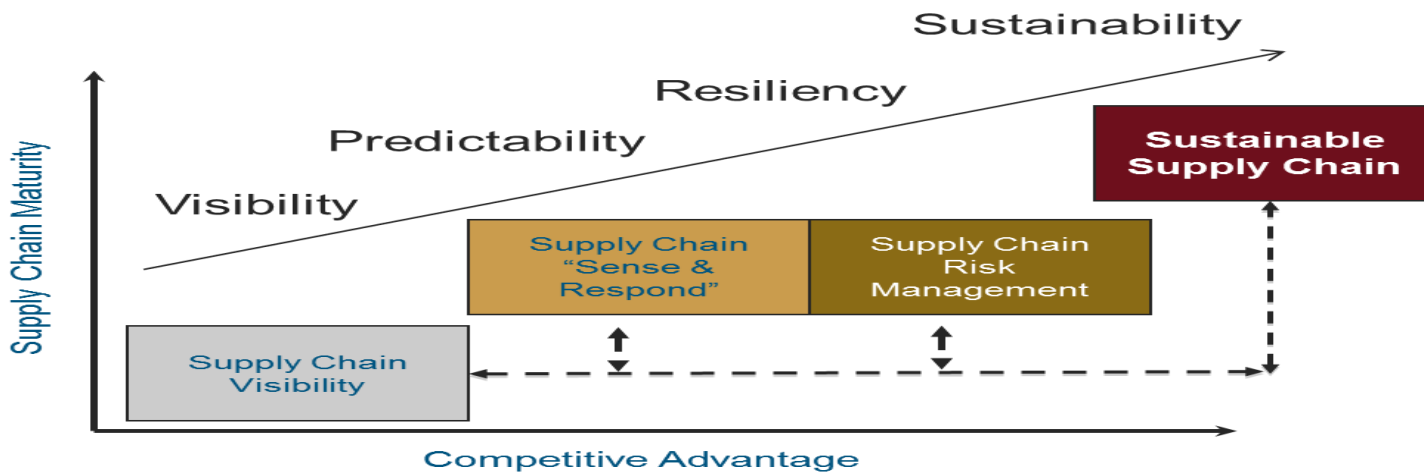 Sustainability
Resiliency
Predictability
Visibility
Supply Chain Maturity
Sustainable
Supply Chain
Supply Chain
“Sense &
Respond”
Supply Chain
Risk
Management
Supply Chain
Visibility
Competitive Advantage